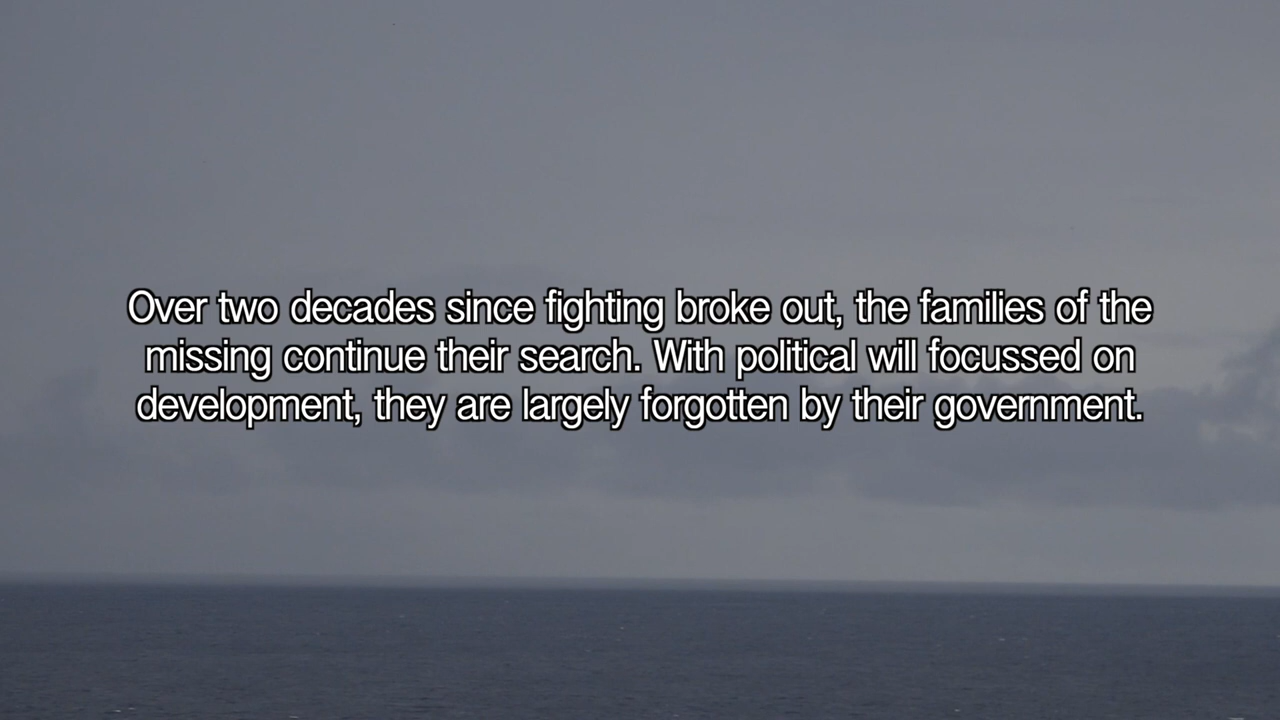 Over two decades since fighting broke out, the families of the
missing continue their search. With political will focussed on
development, they are largely forgotten by their government.